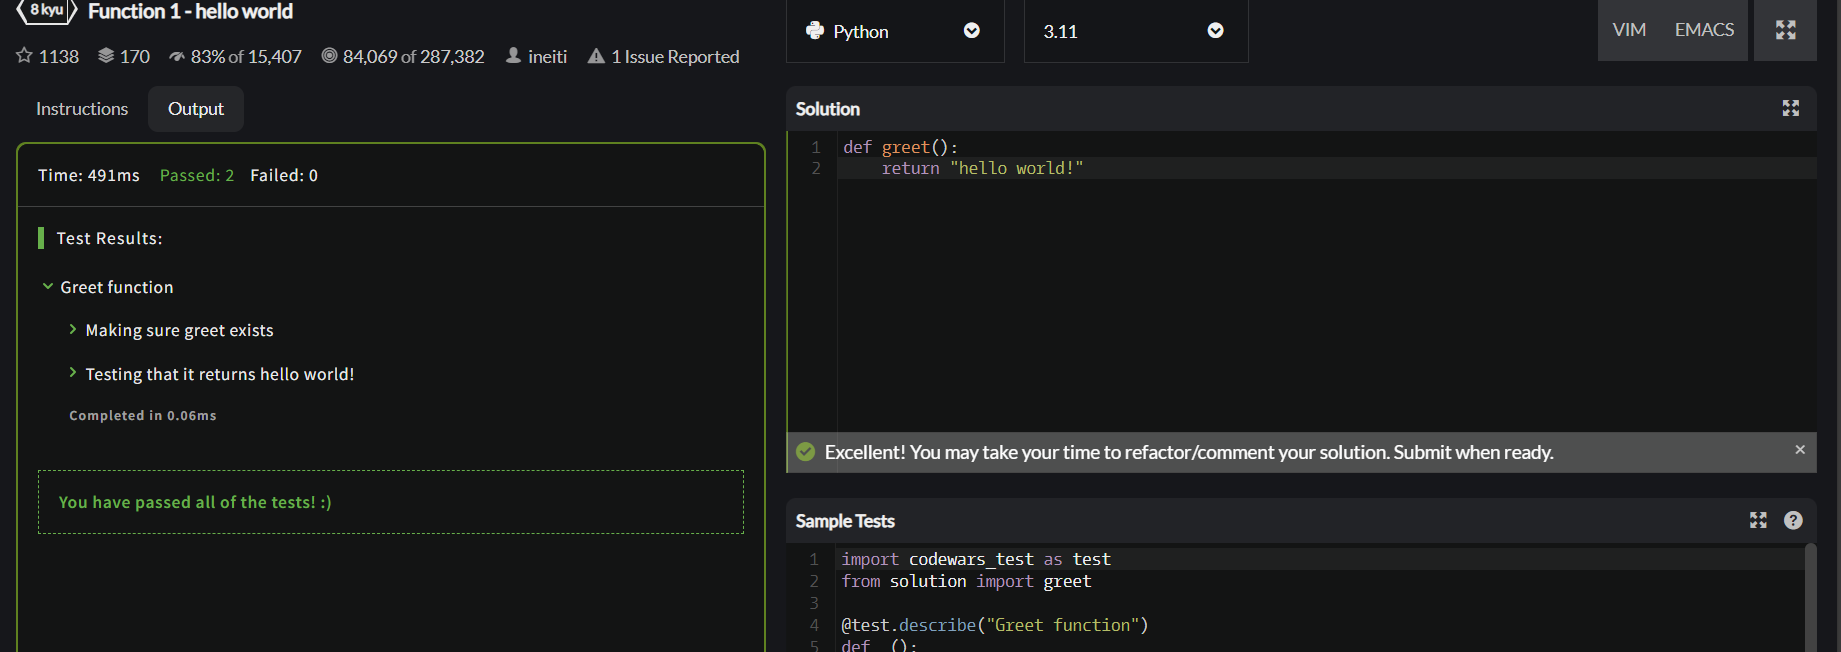 8 kyu Function 1 - hello world
1138 170 83% of 15,407 84,069 of 287,382 ineiti 1 Issue Reported
Instructions Output
Time: 491ms Passed: 2 Failed: 0
Test Results:
Greet function
Making sure greet exists
Testing that it returns hello world!
Completed in 0.06ms
You have passed all of the tests! :)
Python 3.11 VIM EMACS
Solution
1 def greet():
2     return "hello world!"
Excellent! You may take your time to refactor/comment your solution. Submit when ready.
Sample Tests
1 import codewars_test as test
2 from solution import greet
3
4 @test.describe("Greet function")
5 def _():